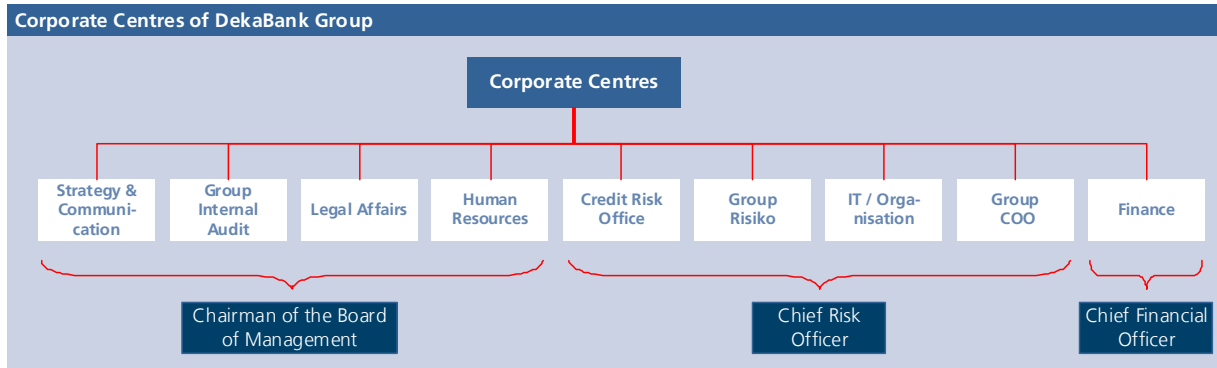 Corporate Centres of DekaBank Group
Corporate Centres
Strategy &
Communi-
cation
Group
Internal
Audit
Legal Affairs
Human
Resources
Credit Risk
Office
Group
Risiko
IT / Orga-
nisation
Group
COO
Finance
Chairman of the Board
of Management
Chief Risk
Officer
Chief Financial
Officer